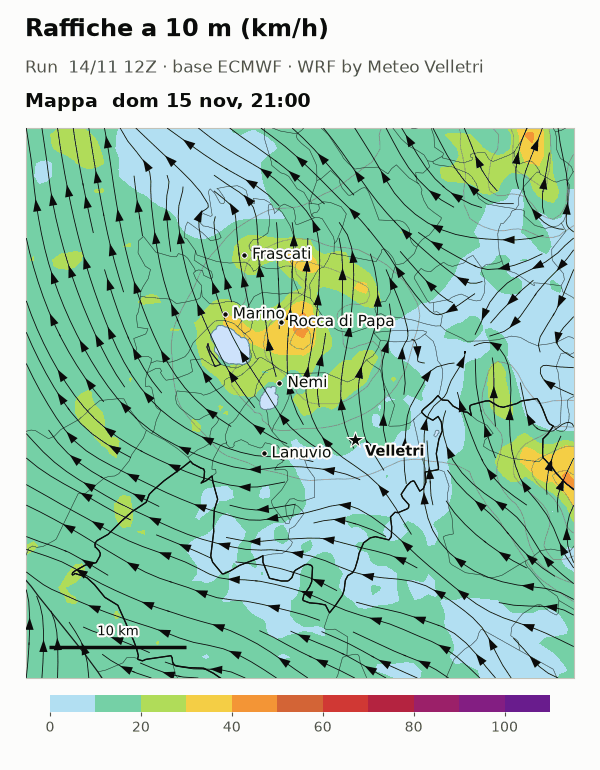 Raffiche a 10 m (km/h)
Run  14/11 12Z · base ECMWF · WRF by Meteo Velletri
Mappa  dom 15 nov, 21:00
Frascati
Marino
Rocca di Papa
Nemi
Velletri
Lanuvio
10 km
0 20 40 60 80 100